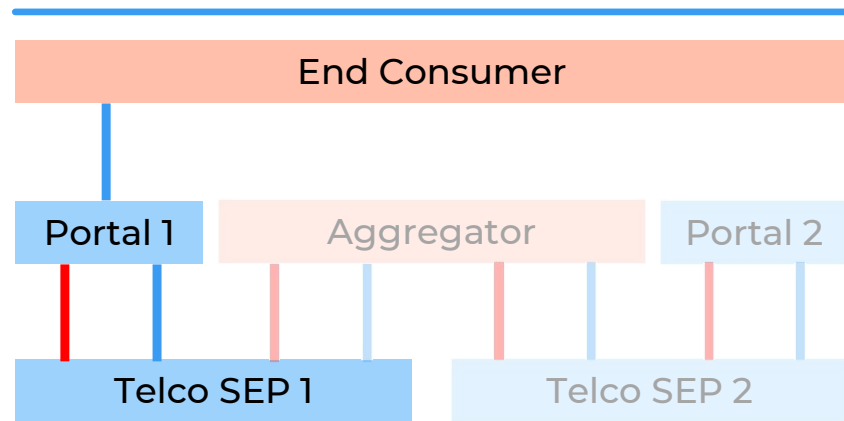 End Consumer
Portal 1
Aggregator
Portal 2
Telco SEP 1
Telco SEP 2